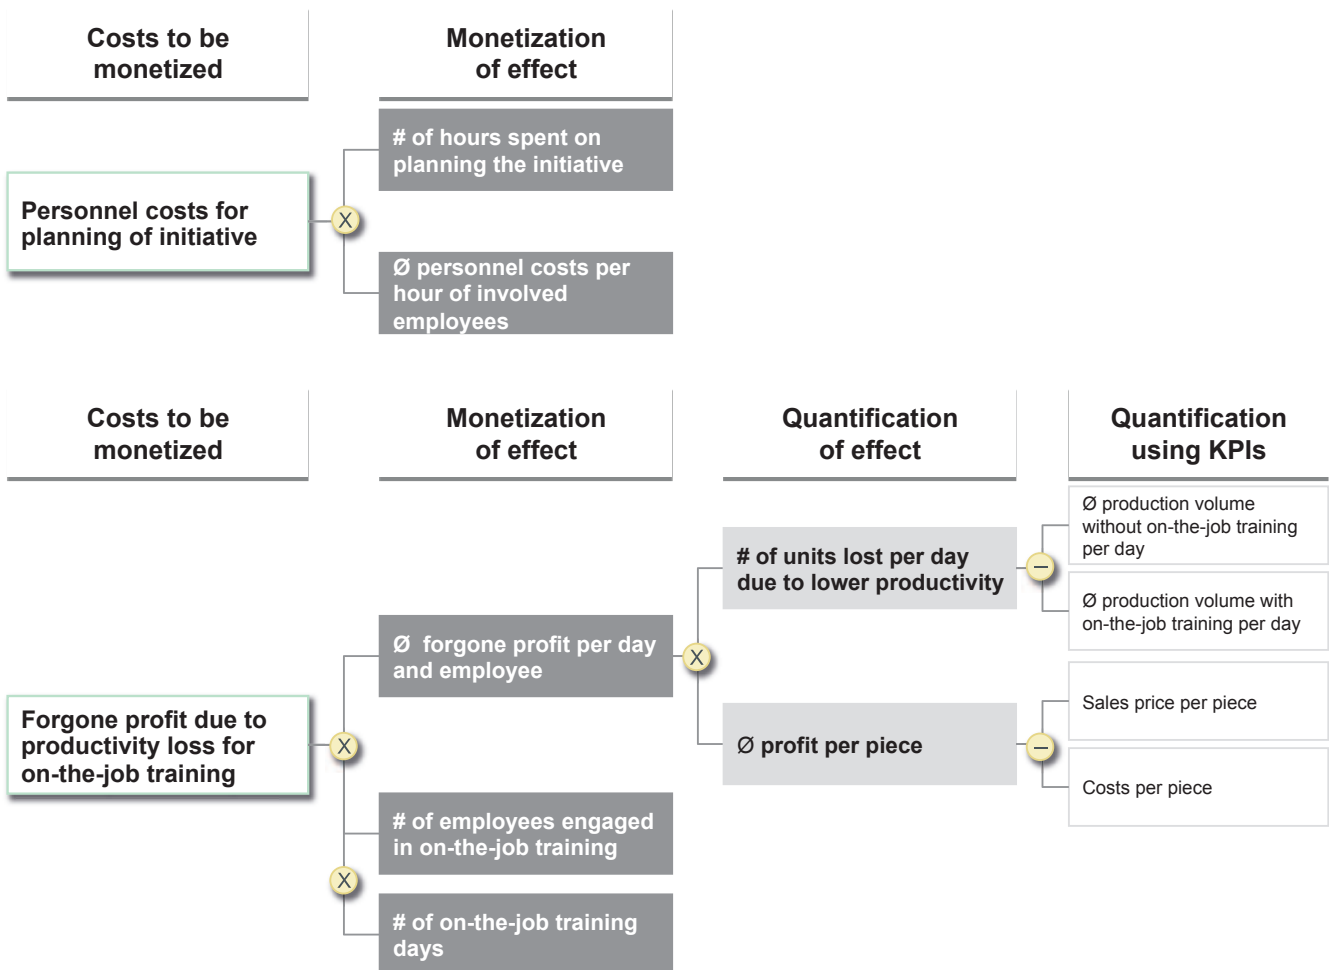 Costs to be
monetized
Monetization
of effect
# of hours spent on
planning the initiative
Personnel costs for
planning of initiative
X
Ø personnel costs per
hour of involved
employees
Costs to be
monetized
Monetization
of effect
Quantification
of effect
Quantification
using KPIs
Ø production volume
without on-the-job training
per day
# of units lost per day
due to lower productivity
–
Ø production volume with
on-the-job training per day
Ø forgone profit per day
and employee
X
Sales price per piece
Forgone profit due to
productivity loss for
on-the-job training
X
Ø profit per piece
–
Costs per piece
# of employees engaged
in on-the-job training
X
# of on-the-job training
days